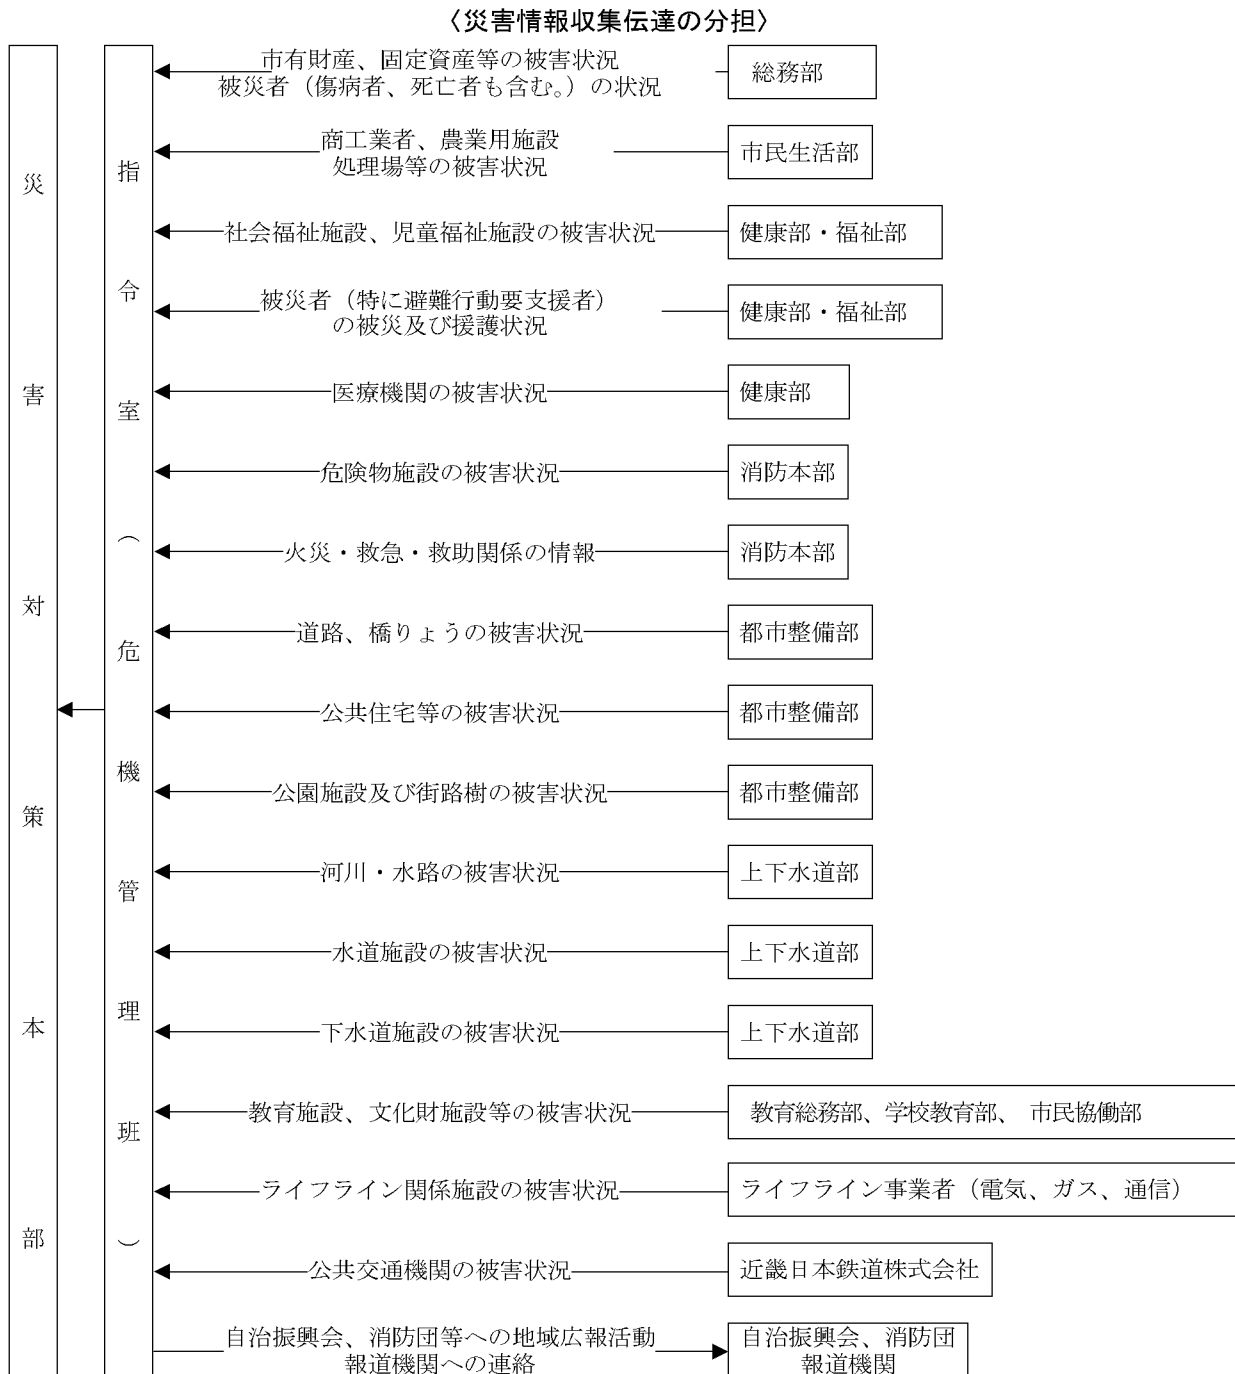 〈災害情報収集伝達の分担〉
災害対策本部
指令室（危機管理班）
市有財産、固定資産等の被害状況
被災者（傷病者、死亡者も含む。）の状況
総務部
商工業者、農業用施設
処理場等の被害状況
市民生活部
社会福祉施設、児童福祉施設の被害状況
健康部・福祉部
被災者（特に避難行動要支援者）
の被災及び援護状況
健康部・福祉部
医療機関の被害状況
健康部
危険物施設の被害状況
消防本部
火災・救急・救助関係の情報
消防本部
道路、橋りょうの被害状況
都市整備部
公共住宅等の被害状況
都市整備部
公園施設及び街路樹の被害状況
都市整備部
河川・水路の被害状況
上下水道部
水道施設の被害状況
上下水道部
下水道施設の被害状況
上下水道部
教育施設、文化財施設等の被害状況
教育総務部、学校教育部、 市民協働部
ライフライン関係施設の被害状況
ライフライン事業者（電気、ガス、通信）
公共交通機関の被害状況
近畿日本鉄道株式会社
自治振興会、消防団等への地域広報活動
報道機関への連絡
自治振興会、消防団
報道機関